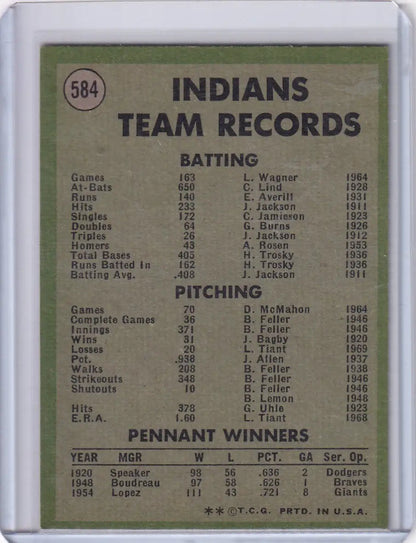 584
INDIANS
TEAM RECORDS
BATTING
Games 163 L. Wagner 1964
At-Bats 650 C. Lind 1928
Runs 140 E. Averill 1931
Hits 233 J. Jackson 1911
Singles 172 C. Jamieson 1923
Doubles 64 G. Burns 1926
Triples 26 J. Jackson 1912
Homers 43 A. Rosen 1953
Total Bases 405 H. Trosky 1936
Runs Batted In 162 H. Trosky 1936
Batting Avg. .408 J. Jackson 1911
PITCHING
Games 70 D. McMahon 1964
Complete Games 36 B. Feller 1946
Innings 371 B. Feller 1946
Wins 31 J. Bagby 1920
Losses 20 L. Tiant 1969
Pct. .938 J. Allen 1937
Walks 208 B. Feller 1938
Strikeouts 348 B. Feller 1946
Shutouts 10 B. Feller 1946
B. Lemon 1948
Hits 378 G. Uhle 1923
E.R.A. 1.60 L. Tiant 1968
PENNANT WINNERS
YEAR MGR W L PCT. GA Ser. Op.
1920 Speaker 98 56 .636 2 Dodgers
1948 Boudreau 97 58 .626 1 Braves
1954 Lopez 111 43 .721 8 Giants
** ©T.C.G. PRTD. IN U.S.A.